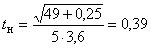 tн = √(49 + 0,25) / (5 · 3,6) = 0,39